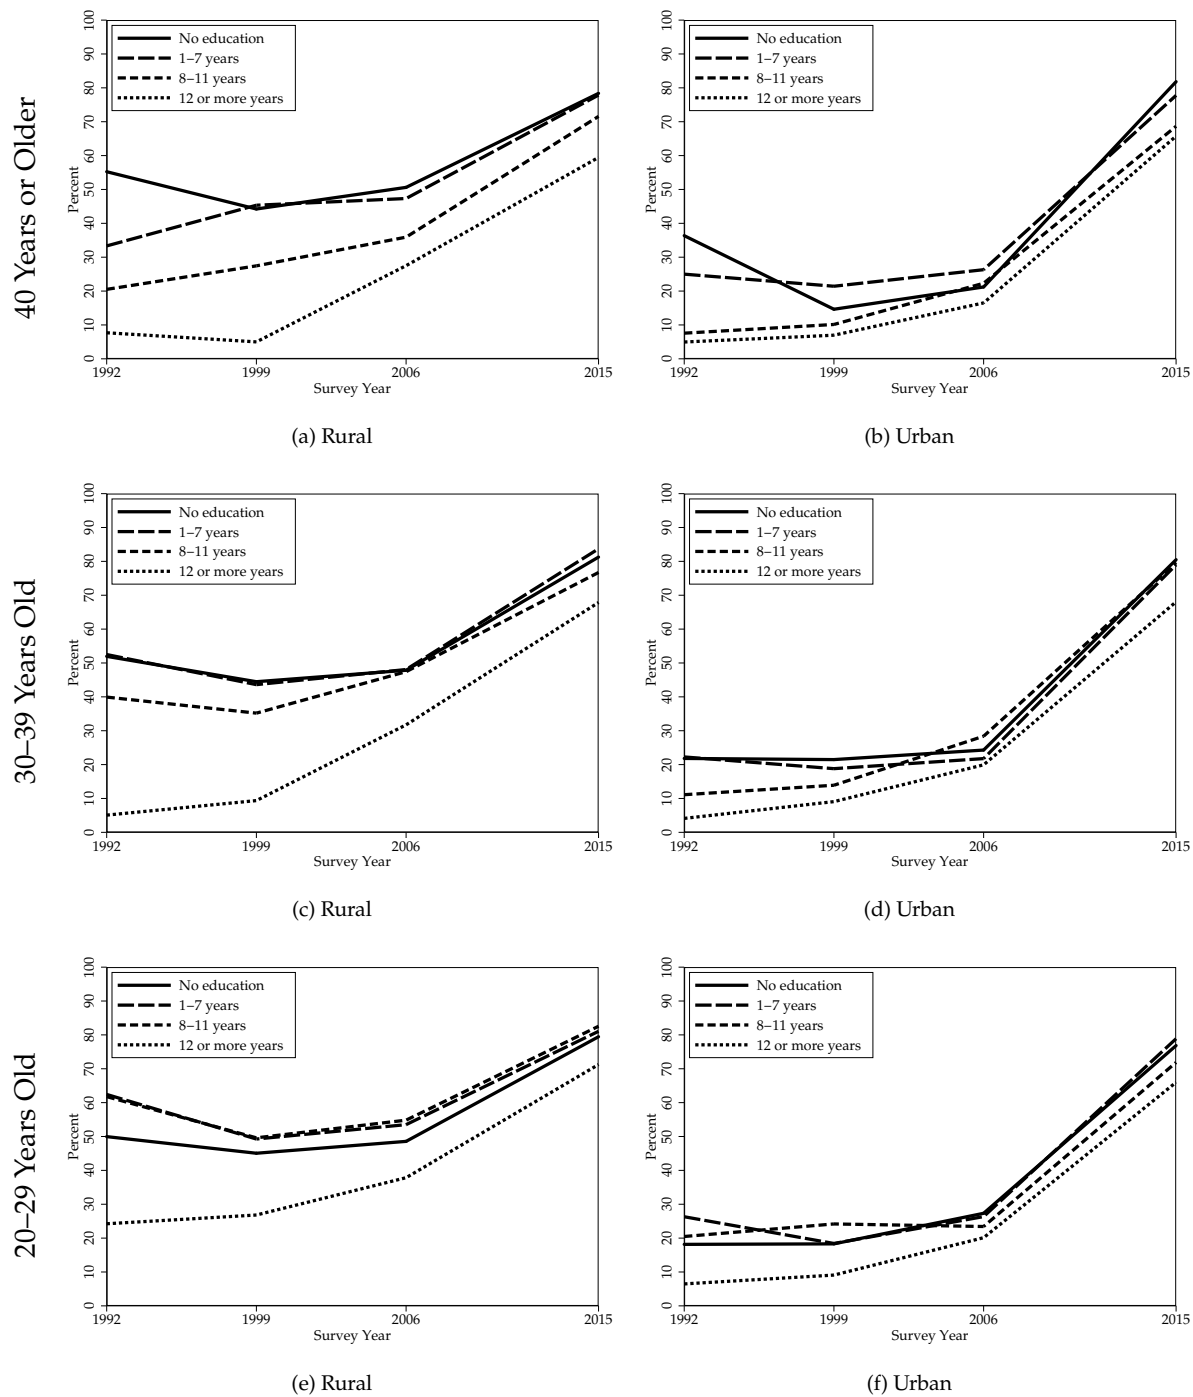 40 Years or Older
Percent
0 10 20 30 40 50 60 70 80 90 100
No education
1–7 years
8–11 years
12 or more years
1992 1999 2006 2015
Survey Year
(a) Rural
Percent
0 10 20 30 40 50 60 70 80 90 100
No education
1–7 years
8–11 years
12 or more years
1992 1999 2006 2015
Survey Year
(b) Urban
30–39 Years Old
Percent
0 10 20 30 40 50 60 70 80 90 100
No education
1–7 years
8–11 years
12 or more years
1992 1999 2006 2015
Survey Year
(c) Rural
Percent
0 10 20 30 40 50 60 70 80 90 100
No education
1–7 years
8–11 years
12 or more years
1992 1999 2006 2015
Survey Year
(d) Urban
20–29 Years Old
Percent
0 10 20 30 40 50 60 70 80 90 100
No education
1–7 years
8–11 years
12 or more years
1992 1999 2006 2015
Survey Year
(e) Rural
Percent
0 10 20 30 40 50 60 70 80 90 100
No education
1–7 years
8–11 years
12 or more years
1992 1999 2006 2015
Survey Year
(f) Urban